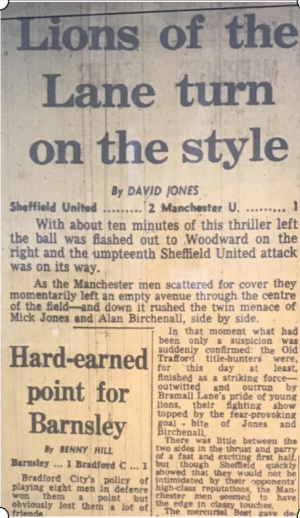 Lions of the
Lane turn
on the style
By DAVID JONES
Sheffield United ......... 2 Manchester U. ......... 1
With about ten minutes of this thriller left
the ball was flashed out to Woodward on the
right and the umpteenth Sheffield United attack
was on its way.
As the Manchester men scattered for cover they
momentarily left an empty avenue through the centre
of the field—and down it rushed the twin menace of
Mick Jones and Alan Birchenall, side by side.
In that moment what had
been only a suspicion was
suddenly confirmed: the Old
Trafford title-hunters were,
for this day at least,
finished as a striking force—
outwitted and outrun by
Bramall Lane's pride of young
lions, their fighting show
topped by the fear-provoking
goal - bite of Jones and
Birchenall.
There was little between the
two sides in the thrust and parry
of a fast and exciting first half,
but though Sheffield quickly
showed that they would not be
intimidated by their opponents'
high-class reputations, the Man-
chester men seemed to have
the edge in classy touches.
The mercurial Best gave de-
Hard-earned
point for
Barnsley
By BENNY HILL
Barnsley ... 1 Bradford C ... 1
Bradford City's policy of
playing eight men in defence
won them a point but
obviously lost them a lot of
friends.